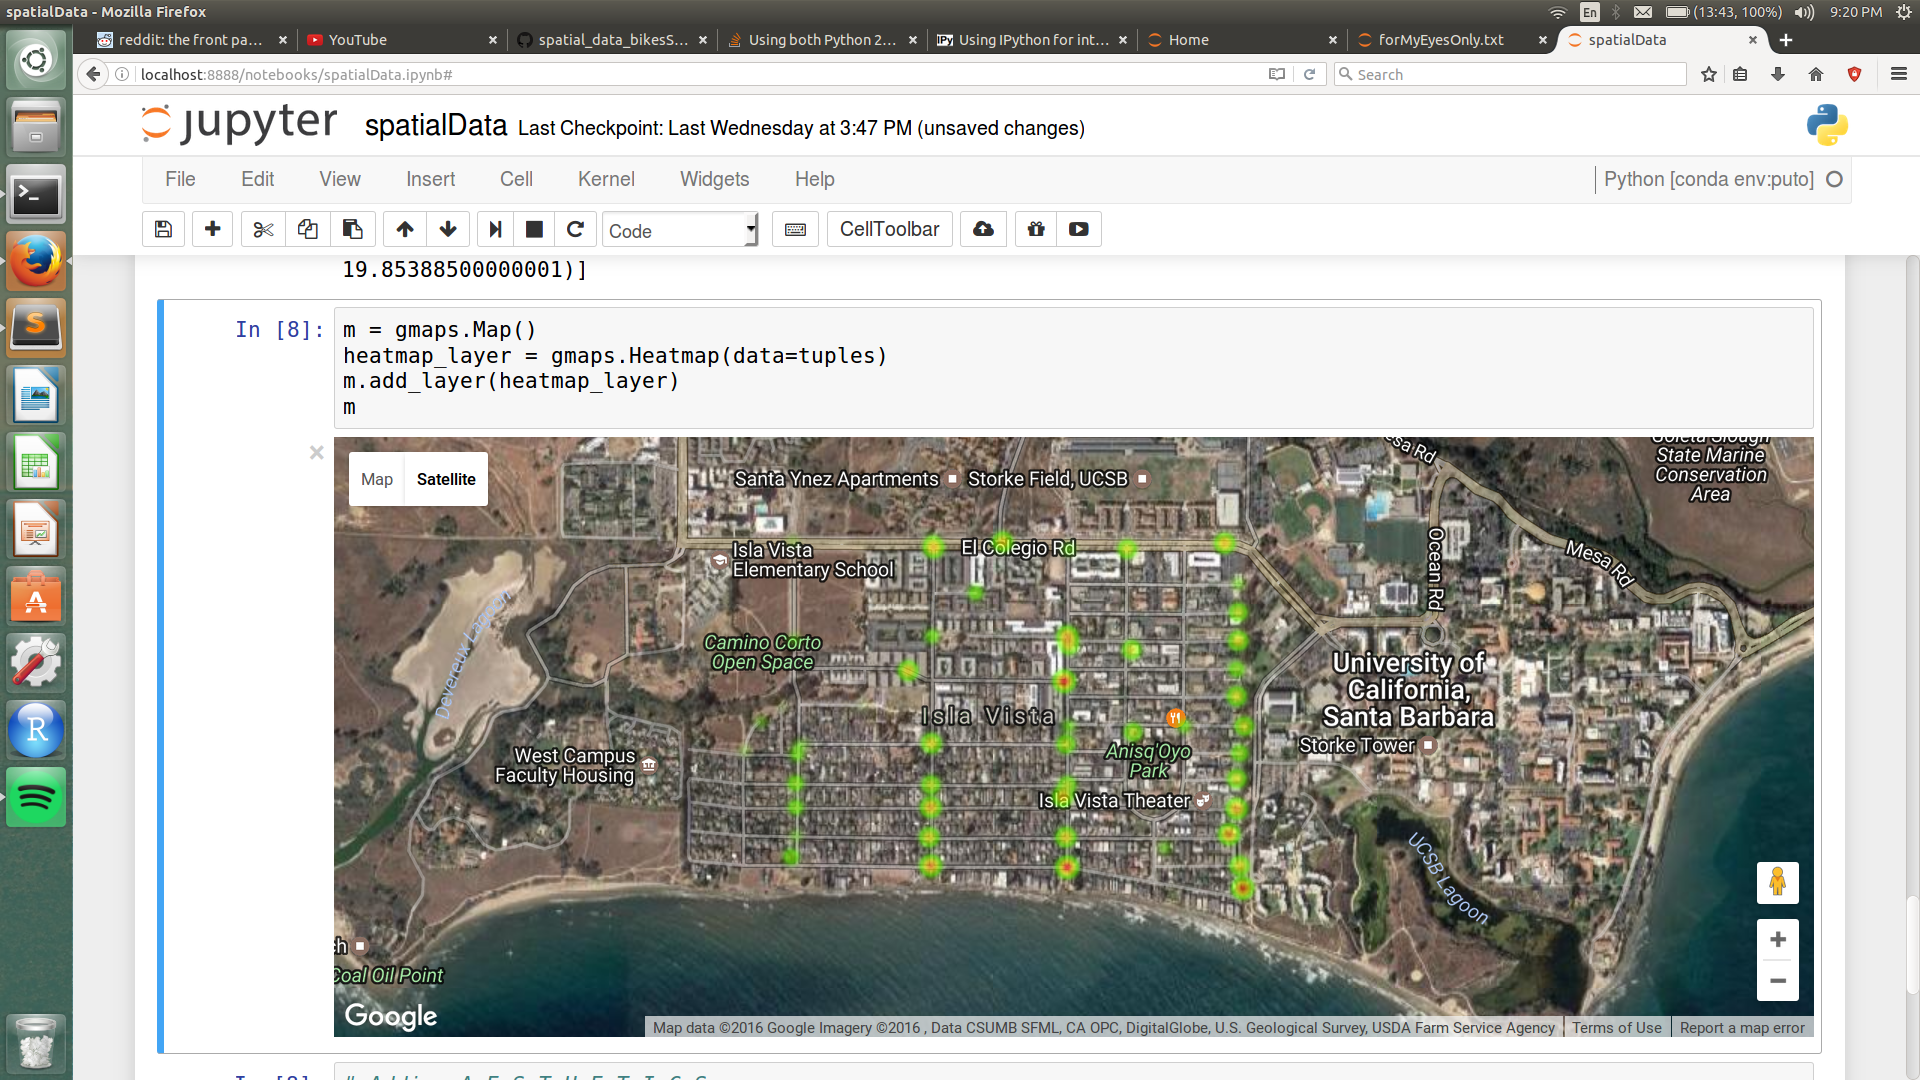 spatialData - Mozilla Firefox
En
(13:43, 100%)
9:20 PM
reddit: the front pa...
YouTube
spatial_data_bikesS...
Using both Python 2...
IP[y]
Using IPython for int...
Home
forMyEyesOnly.txt
spatialData
localhost:8888/notebooks/spatialData.ipynb#
Search
jupyter
spatialData Last Checkpoint: Last Wednesday at 3:47 PM (unsaved changes)
File Edit View Insert Cell Kernel Widgets Help
Python [conda env:puto]
Code
CellToolbar
19.85388500000001)]
In [8]:
m = gmaps.Map()
heatmap_layer = gmaps.Heatmap(data=tuples)
m.add_layer(heatmap_layer)
m
Map Satellite
Santa Ynez Apartments
Storke Field, UCSB
esa Rd
Goleta Slough
State Marine
Conservation
Area
Isla Vista
Elementary School
El Colegio Rd
Ocean Rd
Mesa Rd
Devereux Lagoon
Camino Corto
Open Space
University of
California,
Santa Barbara
Isla Vista
Storke Tower
West Campus
Faculty Housing
Anisq'Oyo
Park
Isla Vista Theater
UCSB Lagoon
ch
Coal Oil Point
Google
Map data ©2016 Google Imagery ©2016 , Data CSUMB SFML, CA OPC, DigitalGlobe, U.S. Geological Survey, USDA Farm Service Agency
Terms of Use
Report a map error